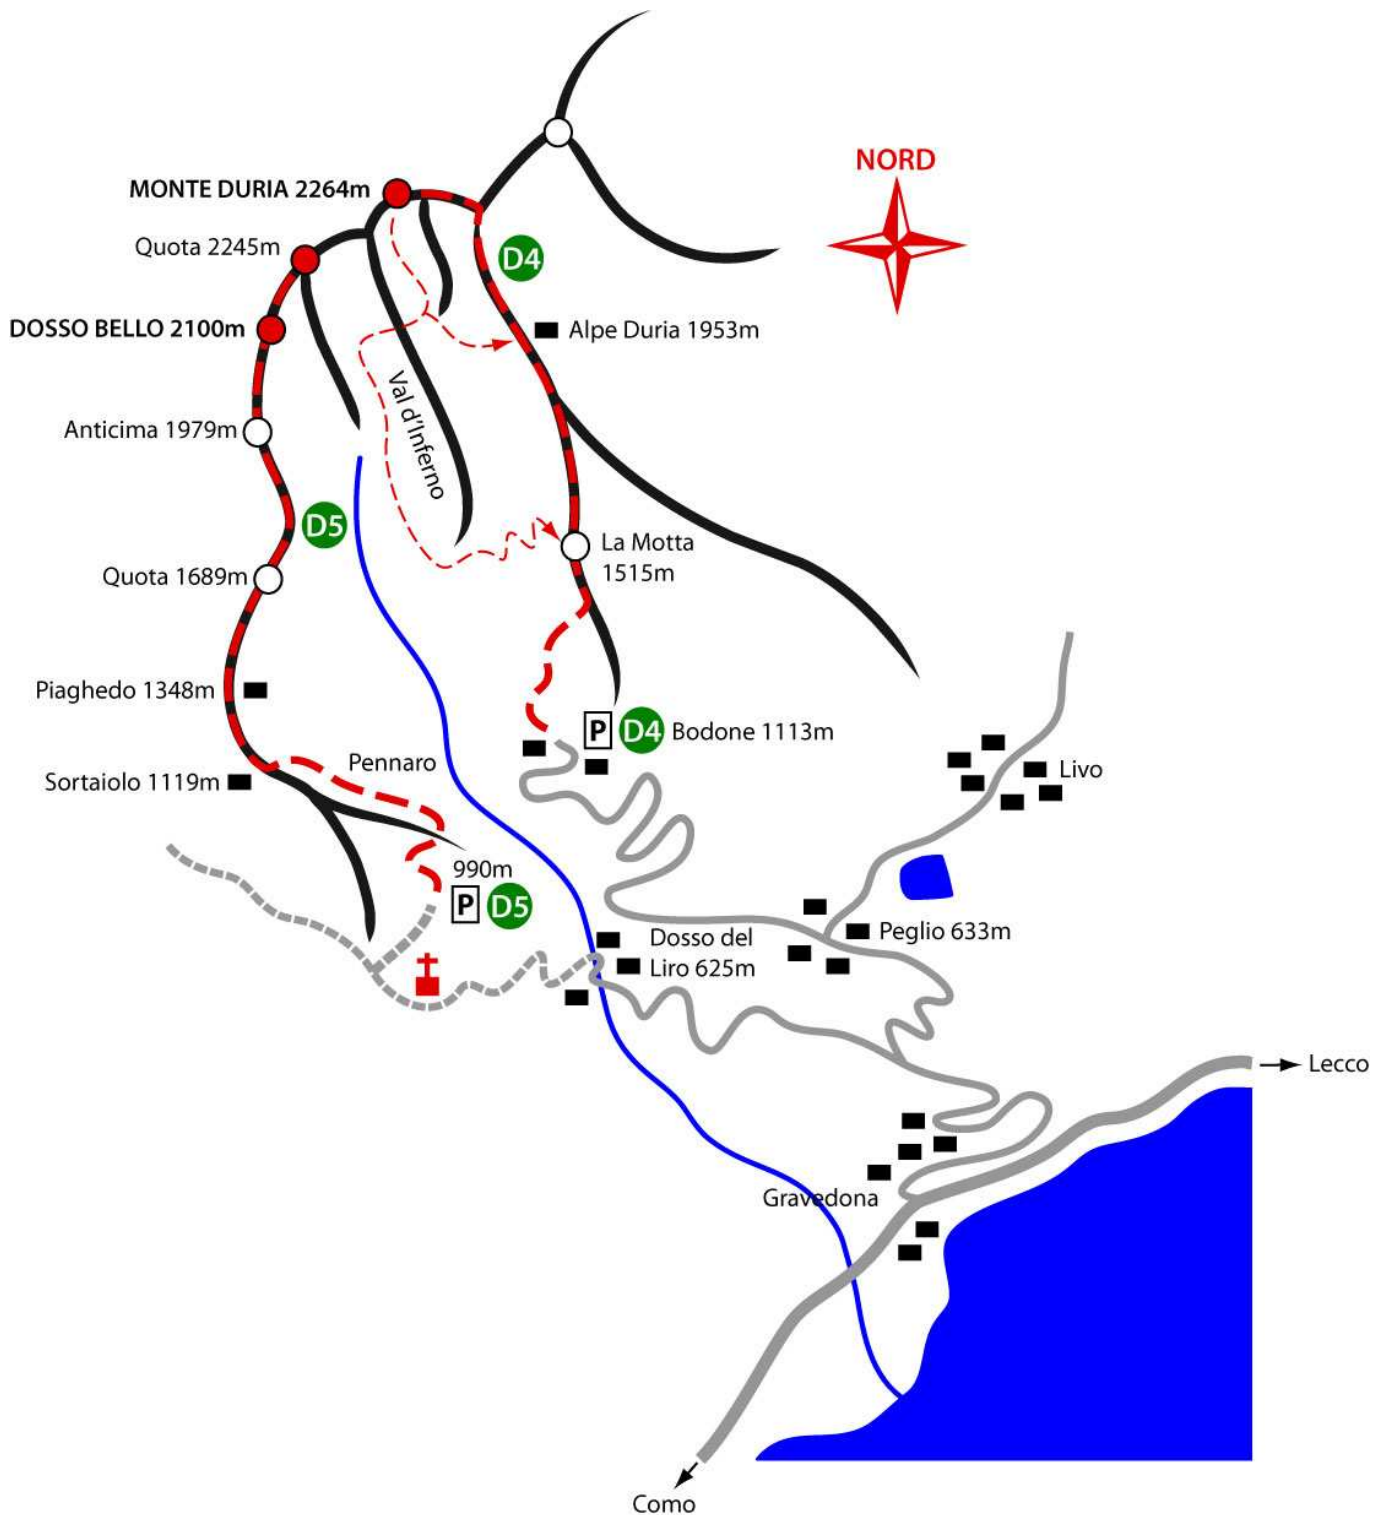 NORD
MONTE DURIA 2264m
Quota 2245m
D4
DOSSO BELLO 2100m
Alpe Duria 1953m
Val d'Inferno
Anticima 1979m
D5
La Motta
1515m
Quota 1689m
Piaghedo 1348m
P
D4
Bodone 1113m
Pennaro
Sortaiolo 1119m
Livo
990m
P
D5
Dosso del
Liro 625m
Peglio 633m
Lecco
Gravedona
Como